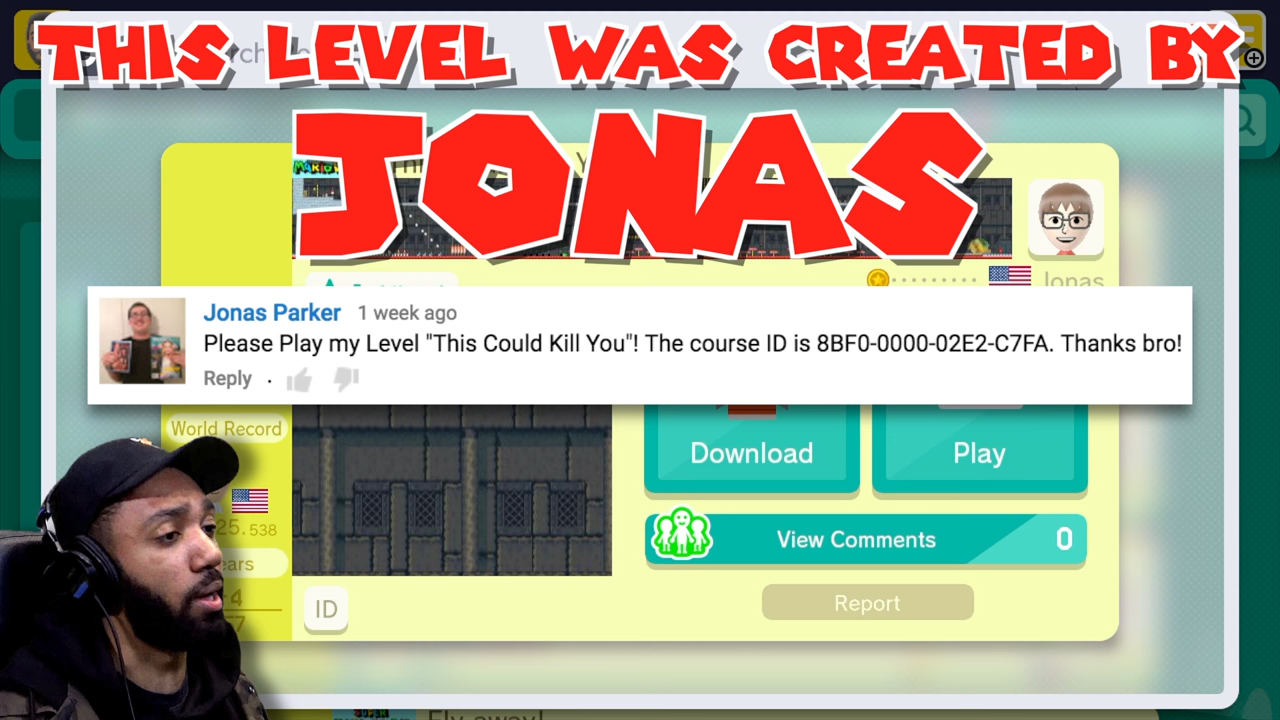 THIS LEVEL WAS CREATED BY
JONAS
Jonas
Jonas Parker 1 week ago
Please Play my Level "This Could Kill You"! The course ID is 8BF0-0000-02E2-C7FA. Thanks bro!
Reply
World Record
25.538
Download
Play
View Comments 0
ID
Report
Fly away!